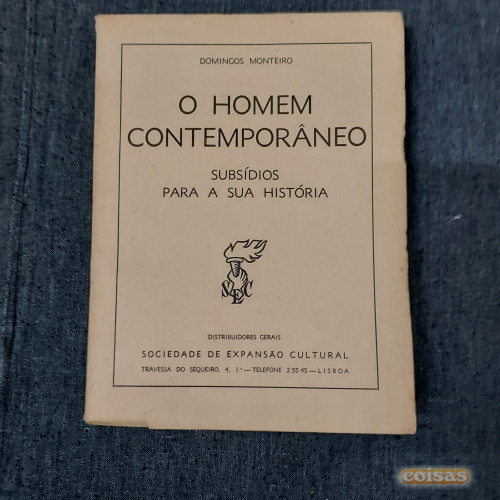 DOMINGOS MONTEIRO
O HOMEM
CONTEMPORÂNEO
SUBSÍDIOS
PARA A SUA HISTÓRIA
SEC
DISTRIBUIDORES GERAIS
SOCIEDADE DE EXPANSÃO CULTURAL
TRAVESSA DO SEQUEIRO, 4, 1.º — TELEFONE 2 55 45 — LISBOA
coisas